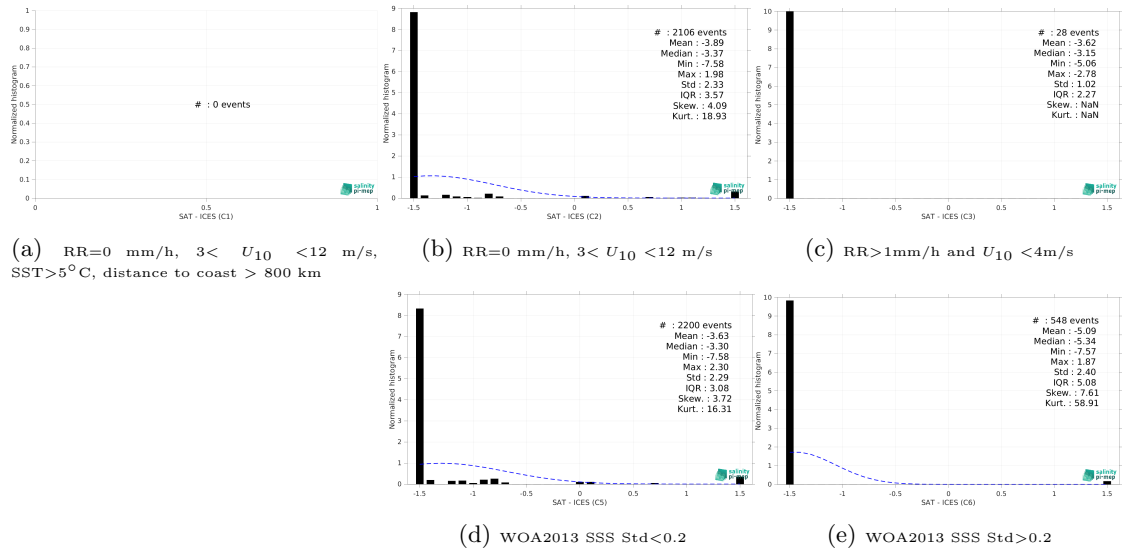 1
0.9
0.8
0.7
0.6
0.5
0.4
0.3
0.2
0.1
0
Normalized histogram
# : 0 events
salinity
pi-mep
0 0.5 1
SAT - ICES (C1)
(a) RR=0 mm/h, 3< U10 <12 m/s,
SST>5°C, distance to coast > 800 km
9
8
7
6
5
4
3
2
1
0
Normalized histogram
# : 2106 events
Mean : -3.89
Median : -3.37
Min : -7.58
Max : 1.98
Std : 2.33
IQR : 3.57
Skew. : 4.09
Kurt. : 18.93
salinity
pi-mep
-1.5 -1 -0.5 0 0.5 1 1.5
SAT - ICES (C2)
(b) RR=0 mm/h, 3< U10 <12 m/s
10
9
8
7
6
5
4
3
2
1
0
Normalized histogram
# : 28 events
Mean : -3.62
Median : -3.15
Min : -5.06
Max : -2.78
Std : 1.02
IQR : 2.27
Skew. : NaN
Kurt. : NaN
salinity
pi-mep
-1.5 -1 -0.5 0 0.5 1 1.5
SAT - ICES (C3)
(c) RR>1mm/h and U10 <4m/s
9
8
7
6
5
4
3
2
1
0
Normalized histogram
# : 2200 events
Mean : -3.63
Median : -3.30
Min : -7.58
Max : 2.30
Std : 2.29
IQR : 3.08
Skew. : 3.72
Kurt. : 16.31
salinity
pi-mep
-1.5 -1 -0.5 0 0.5 1 1.5
SAT - ICES (C5)
(d) WOA2013 SSS Std<0.2
10
9
8
7
6
5
4
3
2
1
0
Normalized histogram
# : 548 events
Mean : -5.09
Median : -5.34
Min : -7.57
Max : 1.87
Std : 2.40
IQR : 5.08
Skew. : 7.61
Kurt. : 58.91
salinity
pi-mep
-1.5 -1 -0.5 0 0.5 1 1.5
SAT - ICES (C6)
(e) WOA2013 SSS Std>0.2